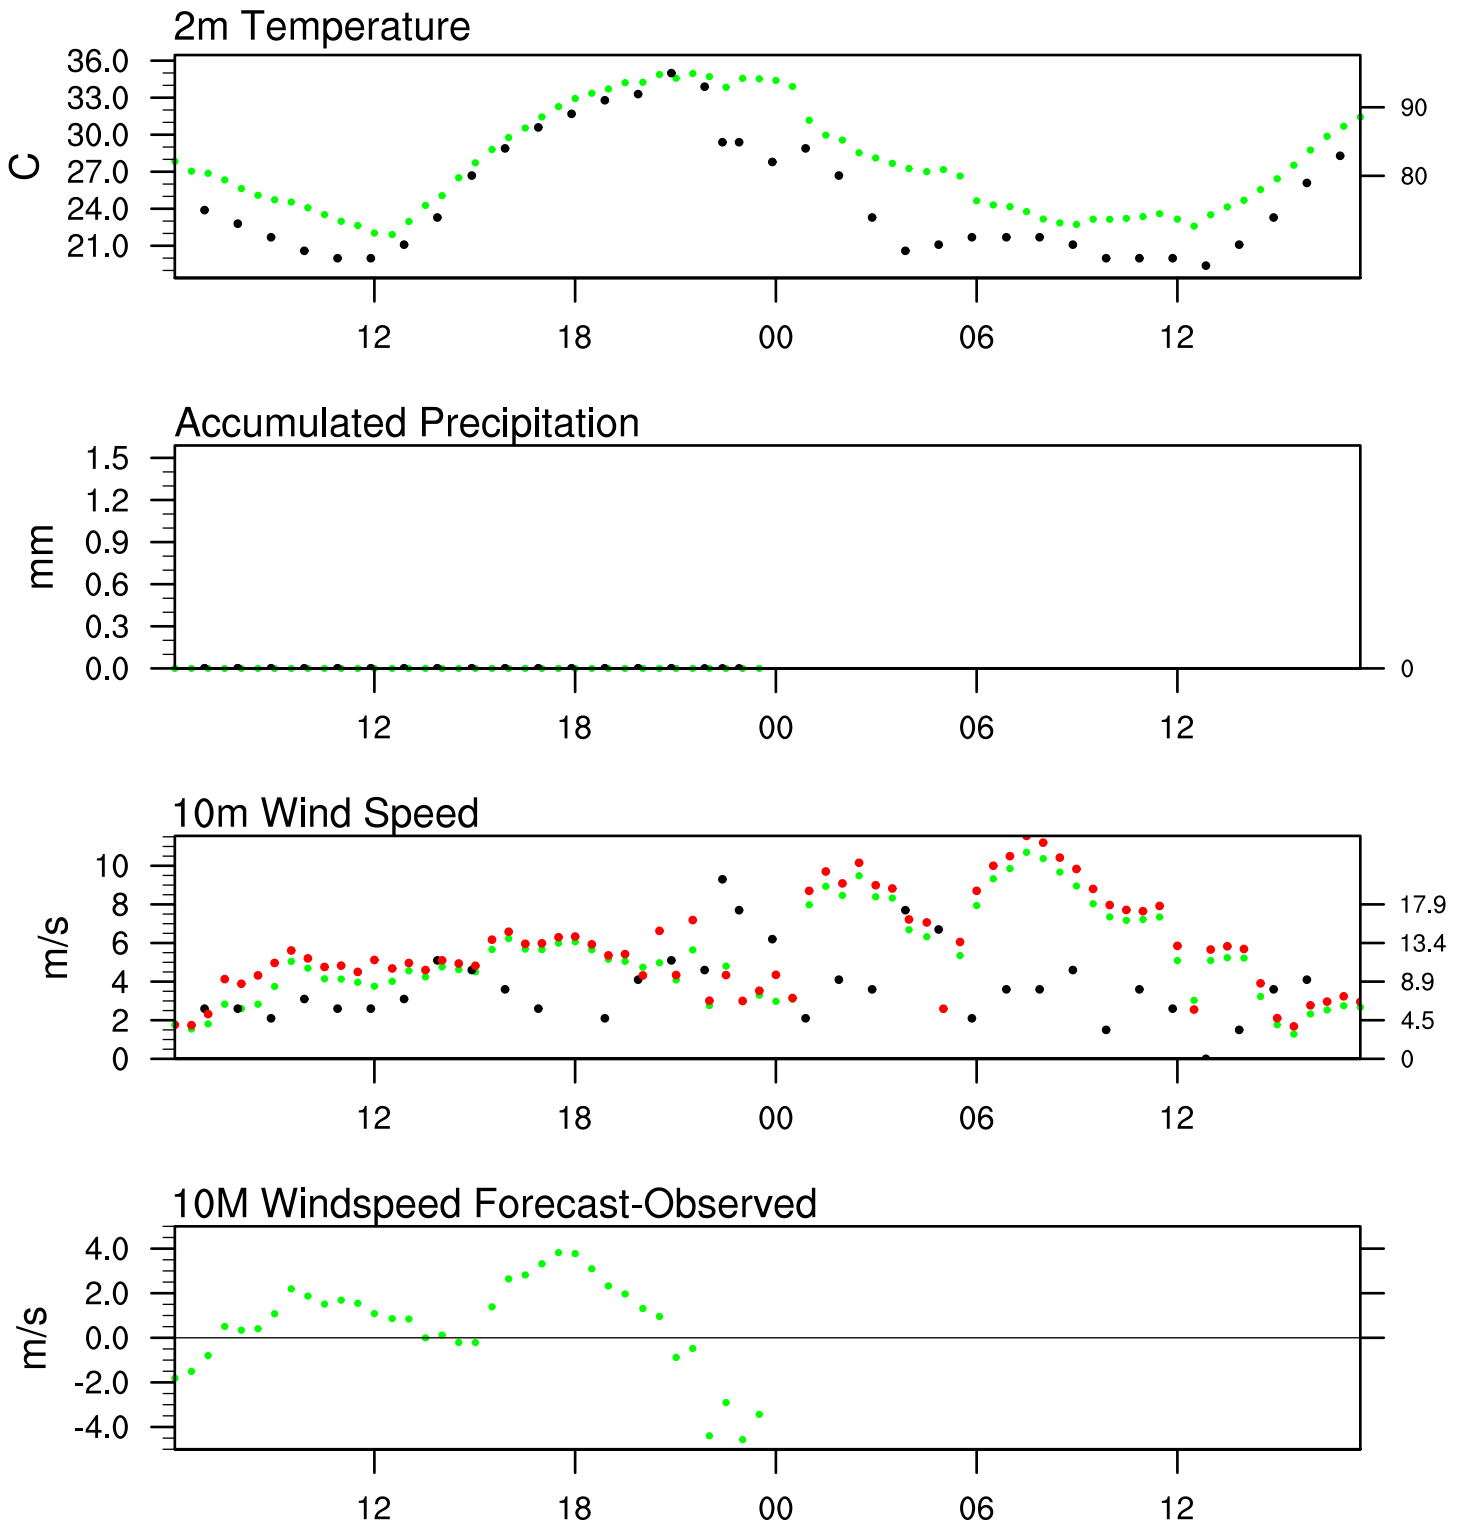 2m Temperature
36.0
33.0
30.0
27.0
24.0
21.0
C
90
80
12 18 00 06 12
Accumulated Precipitation
1.5
1.2
0.9
0.6
0.3
0.0
mm
0
12 18 00 06 12
10m Wind Speed
10
8
6
4
2
0
m/s
17.9
13.4
8.9
4.5
0
12 18 00 06 12
10M Windspeed Forecast-Observed
4.0
2.0
0.0
-2.0
-4.0
m/s
12 18 00 06 12